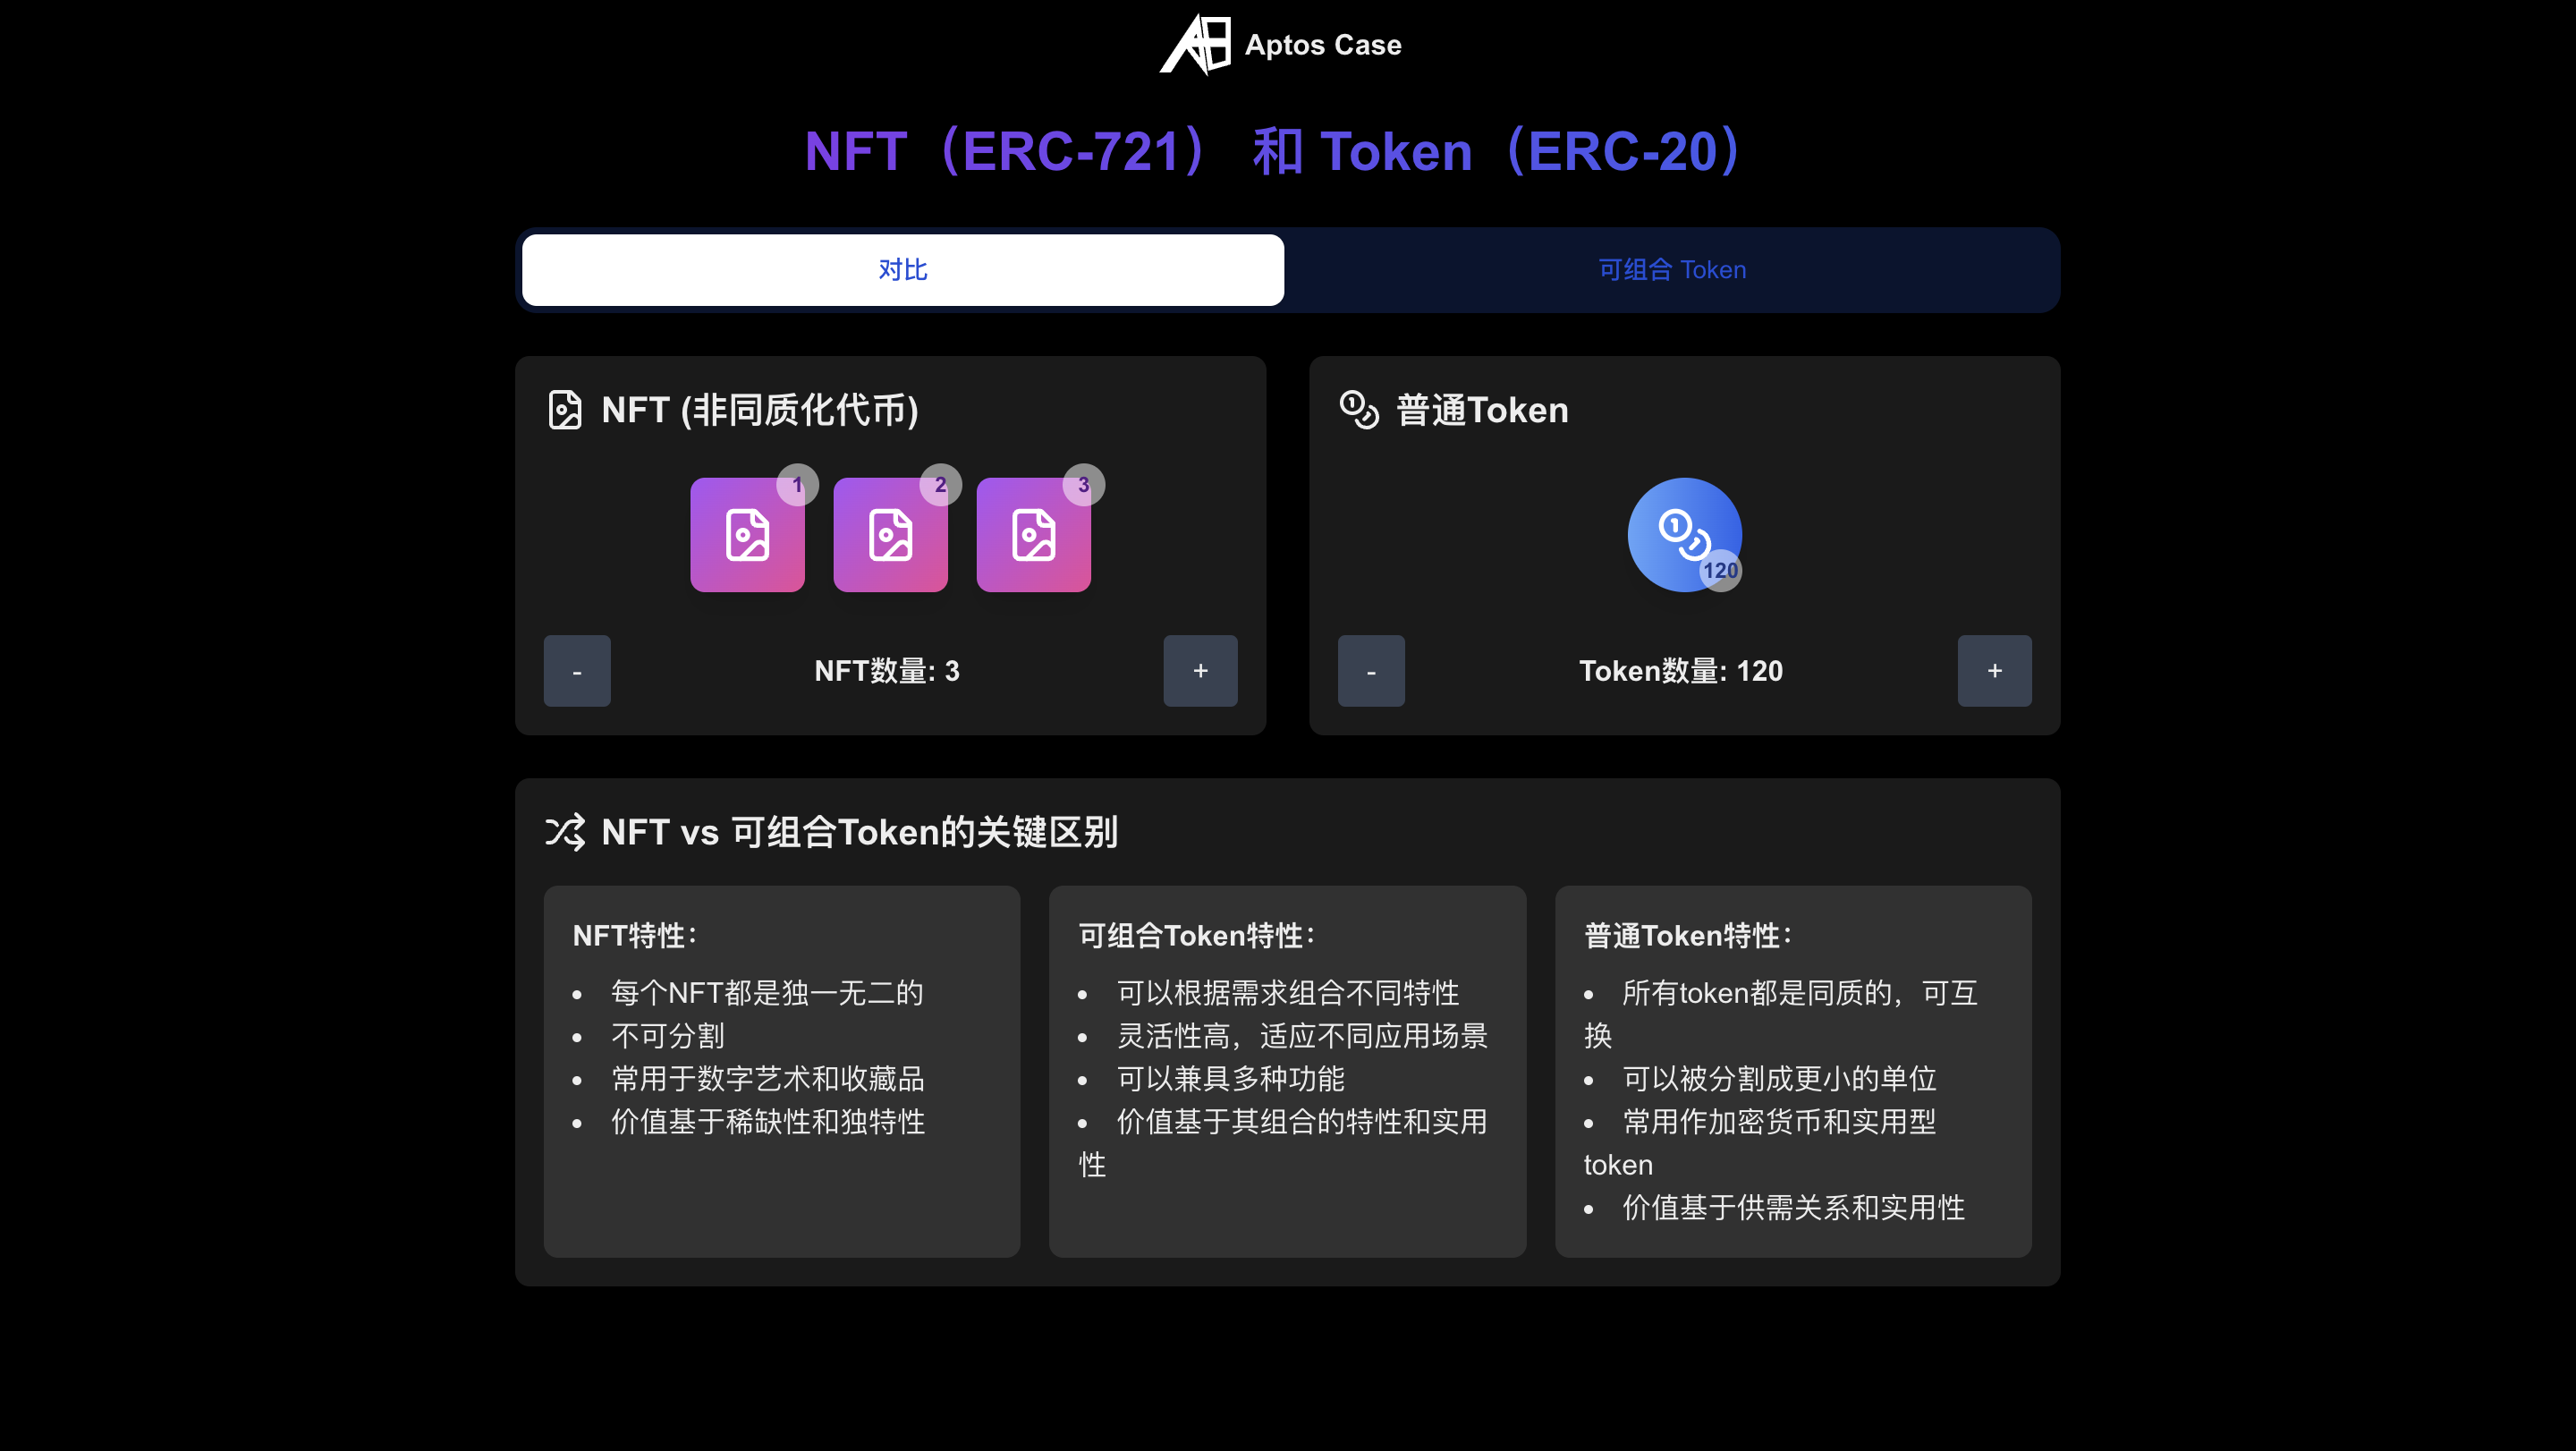 Aptos Case
NFT（ERC-721） 和 Token（ERC-20）
对比
可组合 Token
NFT (非同质化代币)
1
2
3
-
NFT数量: 3
+
普通Token
120
-
Token数量: 120
+
NFT vs 可组合Token的关键区别
NFT特性：
• 每个NFT都是独一无二的
• 不可分割
• 常用于数字艺术和收藏品
• 价值基于稀缺性和独特性
可组合Token特性：
• 可以根据需求组合不同特性
• 灵活性高，适应不同应用场景
• 可以兼具多种功能
• 价值基于其组合的特性和实用
性
普通Token特性：
• 所有token都是同质的，可互
换
• 可以被分割成更小的单位
• 常用作加密货币和实用型
token
• 价值基于供需关系和实用性